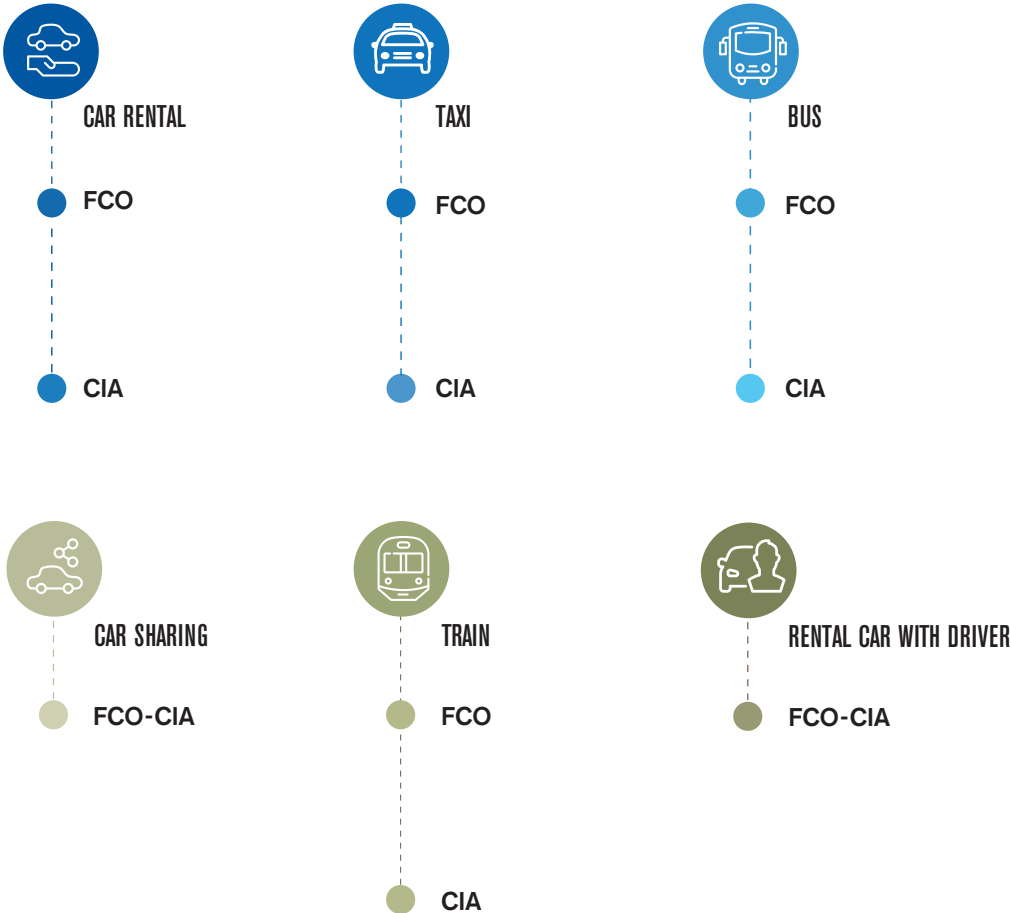 CAR RENTAL
FCO
CIA
TAXI
FCO
CIA
BUS
FCO
CIA
CAR SHARING
FCO-CIA
TRAIN
FCO
CIA
RENTAL CAR WITH DRIVER
FCO-CIA